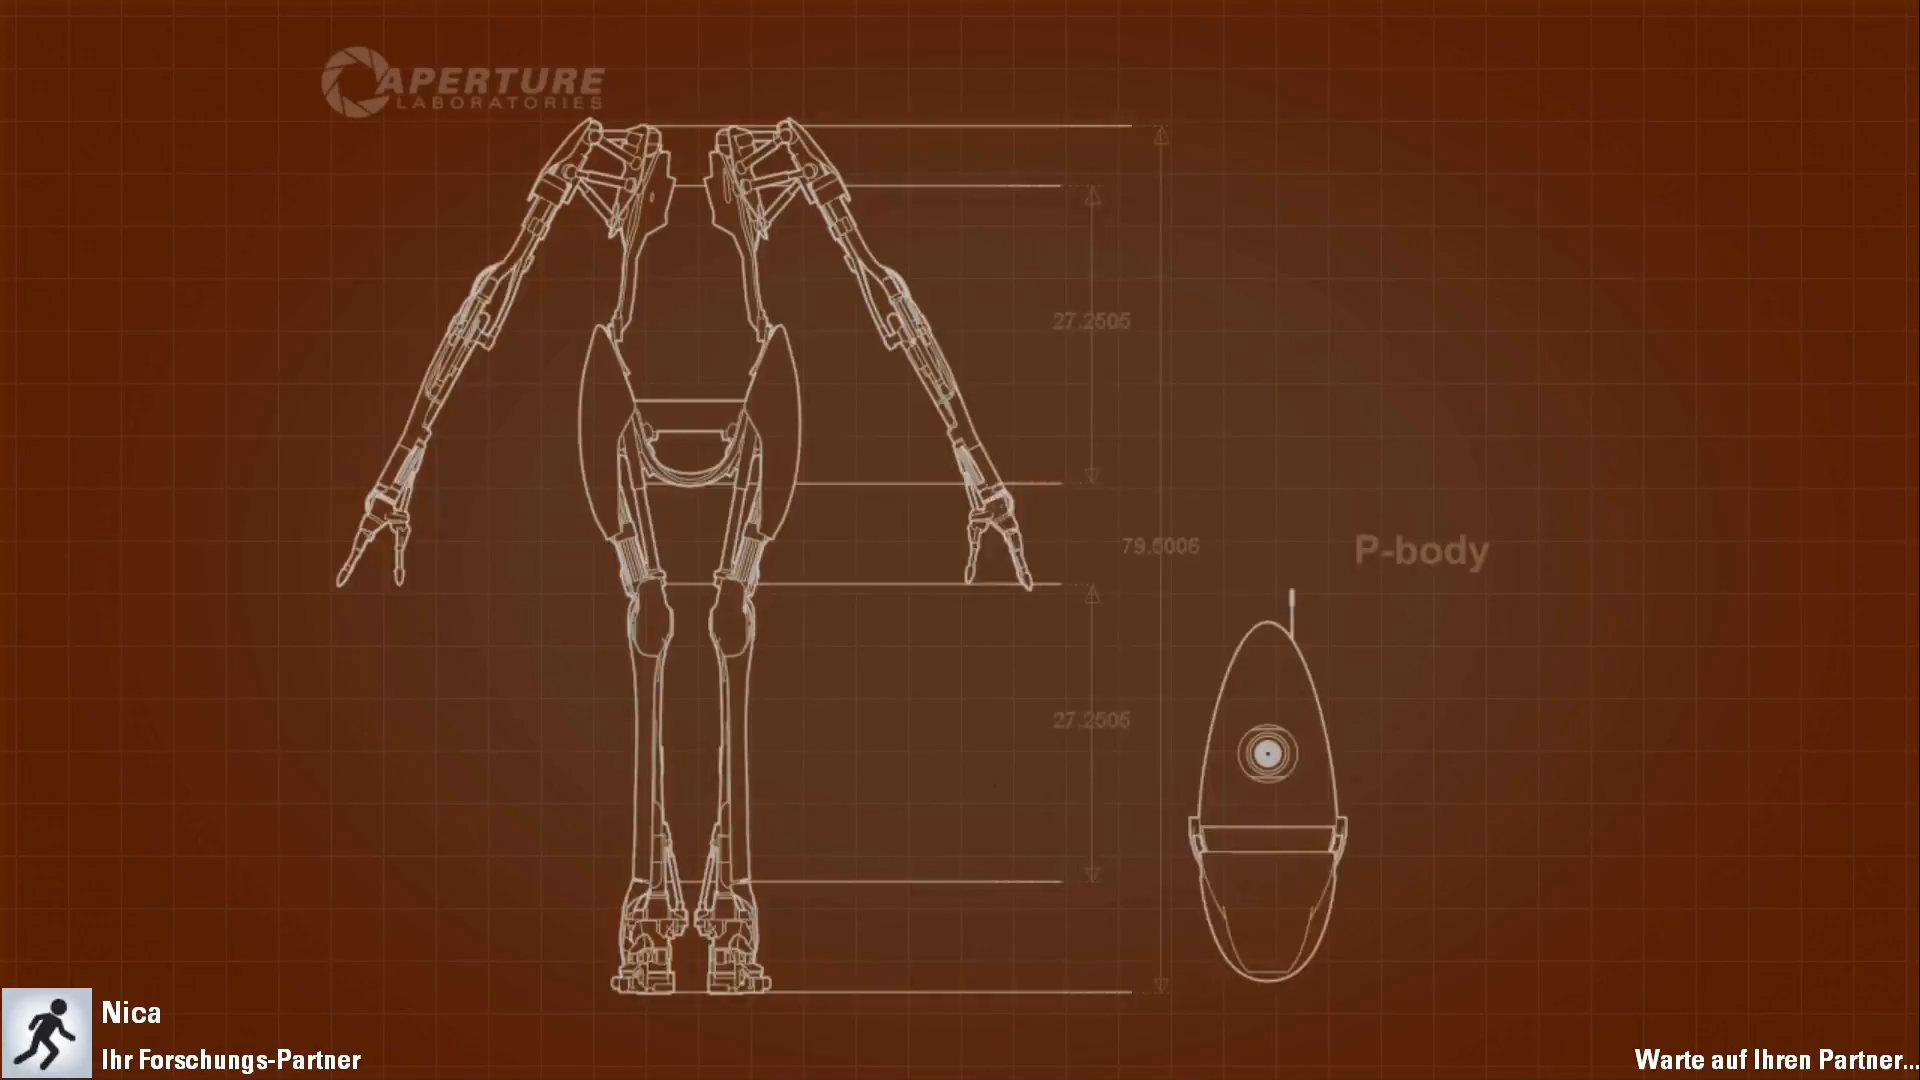 APERTURE
LABORATORIES
27.2505
79.5006
P-body
27.2505
Nica
Ihr Forschungs-Partner
Warte auf Ihren Partner...